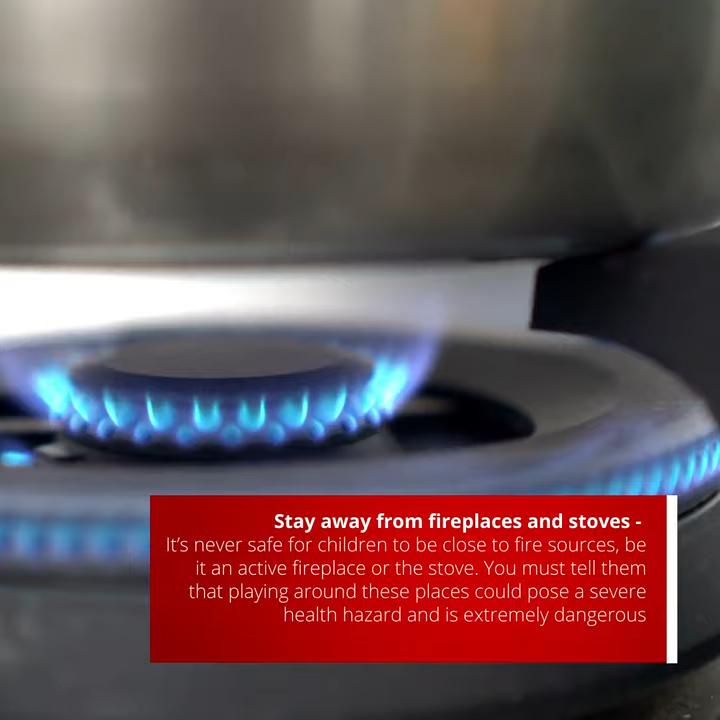 Stay away from fireplaces and stoves -
It’s never safe for children to be close to fire sources, be
it an active fireplace or the stove. You must tell them
that playing around these places could pose a severe
health hazard and is extremely dangerous